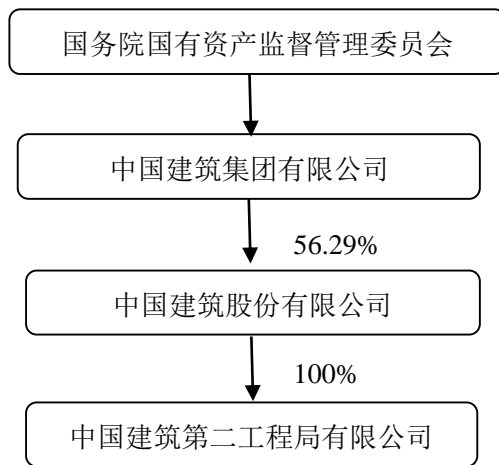 国务院国有资产监督管理委员会
中国建筑集团有限公司
56.29%
中国建筑股份有限公司
100%
中国建筑第二工程局有限公司